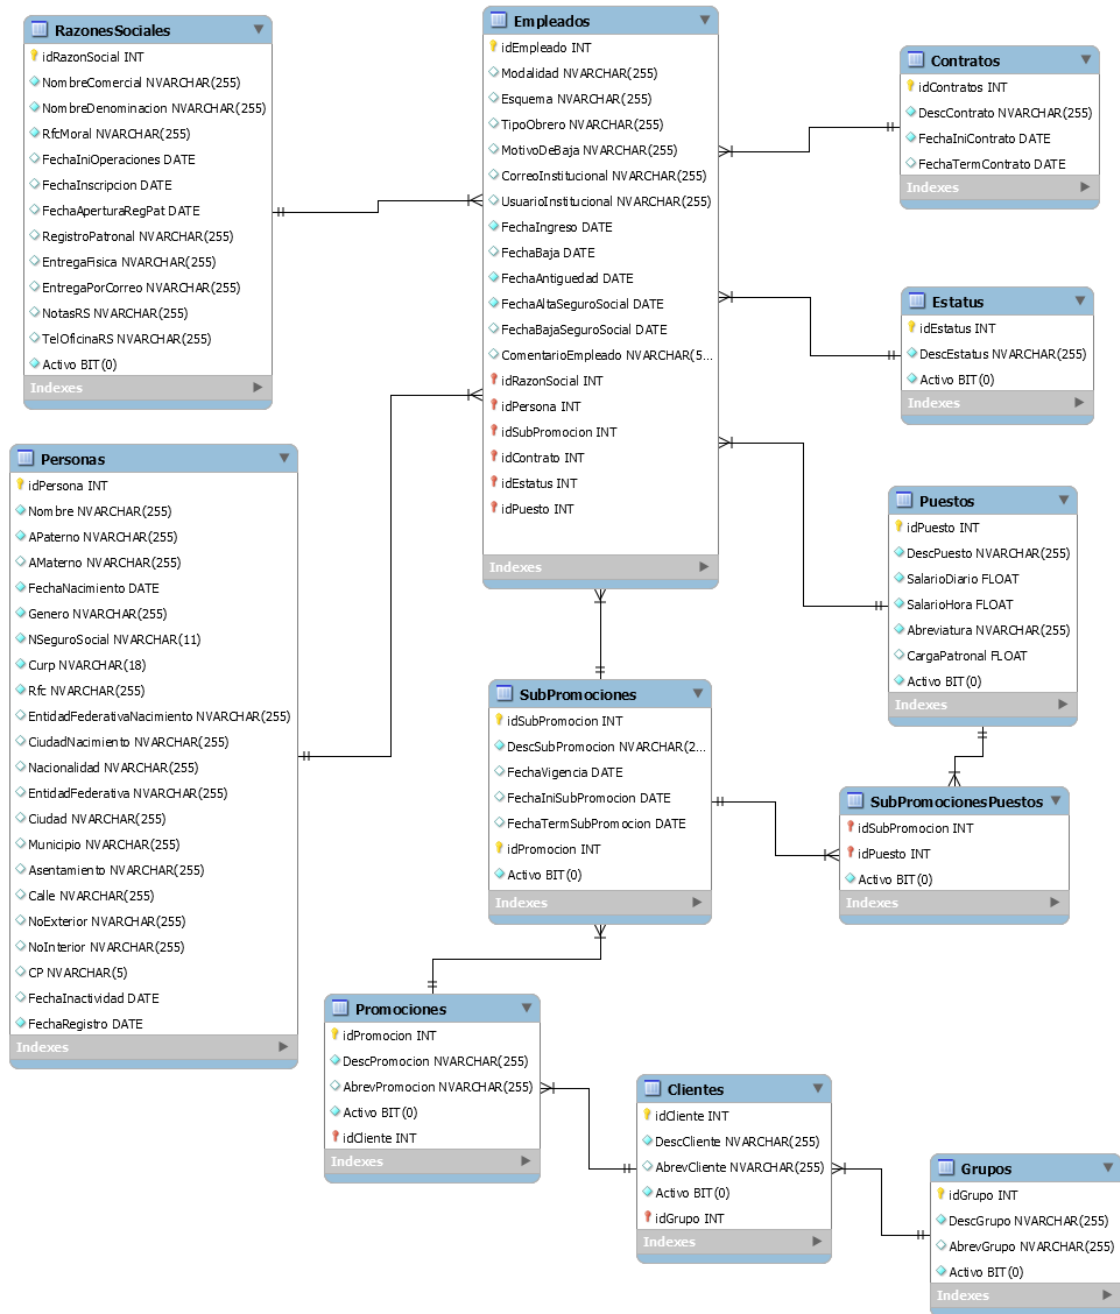 RazonesSociales
idRazonSocial INT
NombreComercial NVARCHAR(255)
NombreDenominacion NVARCHAR(255)
RfcMoral NVARCHAR(255)
FechaIniOperaciones DATE
FechaInscripcion DATE
FechaAperturaRegPat DATE
RegistroPatronal NVARCHAR(255)
EntregaFisica NVARCHAR(255)
EntregaPorCorreo NVARCHAR(255)
NotasRS NVARCHAR(255)
TelOficinaRS NVARCHAR(255)
Activo BIT(0)
Indexes
Empleados
idEmpleado INT
Modalidad NVARCHAR(255)
Esquema NVARCHAR(255)
TipoObrero NVARCHAR(255)
MotivoDeBaja NVARCHAR(255)
CorreoInstitucional NVARCHAR(255)
UsuarioInstitucional NVARCHAR(255)
FechaIngreso DATE
FechaBaja DATE
FechaAntiguedad DATE
FechaAltaSeguroSocial DATE
FechaBajaSeguroSocial DATE
ComentarioEmpleado NVARCHAR(5...
idRazonSocial INT
idPersona INT
idSubPromocion INT
idContrato INT
idEstatus INT
idPuesto INT
Indexes
Contratos
idContratos INT
DescContrato NVARCHAR(255)
FechaIniContrato DATE
FechaTermContrato DATE
Indexes
Estatus
idEstatus INT
DescEstatus NVARCHAR(255)
Activo BIT(0)
Indexes
Personas
idPersona INT
Nombre NVARCHAR(255)
APaterno NVARCHAR(255)
AMaterno NVARCHAR(255)
FechaNacimiento DATE
Genero NVARCHAR(255)
NSeguroSocial NVARCHAR(11)
Curp NVARCHAR(18)
Rfc NVARCHAR(255)
EntidadFederativaNacimiento NVARCHAR(255)
CiudadNacimiento NVARCHAR(255)
Nacionalidad NVARCHAR(255)
EntidadFederativa NVARCHAR(255)
Ciudad NVARCHAR(255)
Municipio NVARCHAR(255)
Asentamiento NVARCHAR(255)
Calle NVARCHAR(255)
NoExterior NVARCHAR(255)
NoInterior NVARCHAR(255)
CP NVARCHAR(5)
FechaInactividad DATE
FechaRegistro DATE
Indexes
Puestos
idPuesto INT
DescPuesto NVARCHAR(255)
SalarioDiario FLOAT
SalarioHora FLOAT
Abreviatura NVARCHAR(255)
CargaPatronal FLOAT
Activo BIT(0)
Indexes
SubPromociones
idSubPromocion INT
DescSubPromocion NVARCHAR(2...
FechaVigencia DATE
FechaIniSubPromocion DATE
FechaTermSubPromocion DATE
idPromocion INT
Activo BIT(0)
Indexes
SubPromocionesPuestos
idSubPromocion INT
idPuesto INT
Activo BIT(0)
Indexes
Promociones
idPromocion INT
DescPromocion NVARCHAR(255)
AbrevPromocion NVARCHAR(255)
Activo BIT(0)
idCliente INT
Indexes
Clientes
idCliente INT
DescCliente NVARCHAR(255)
AbrevCliente NVARCHAR(255)
Activo BIT(0)
idGrupo INT
Indexes
Grupos
idGrupo INT
DescGrupo NVARCHAR(255)
AbrevGrupo NVARCHAR(255)
Activo BIT(0)
Indexes